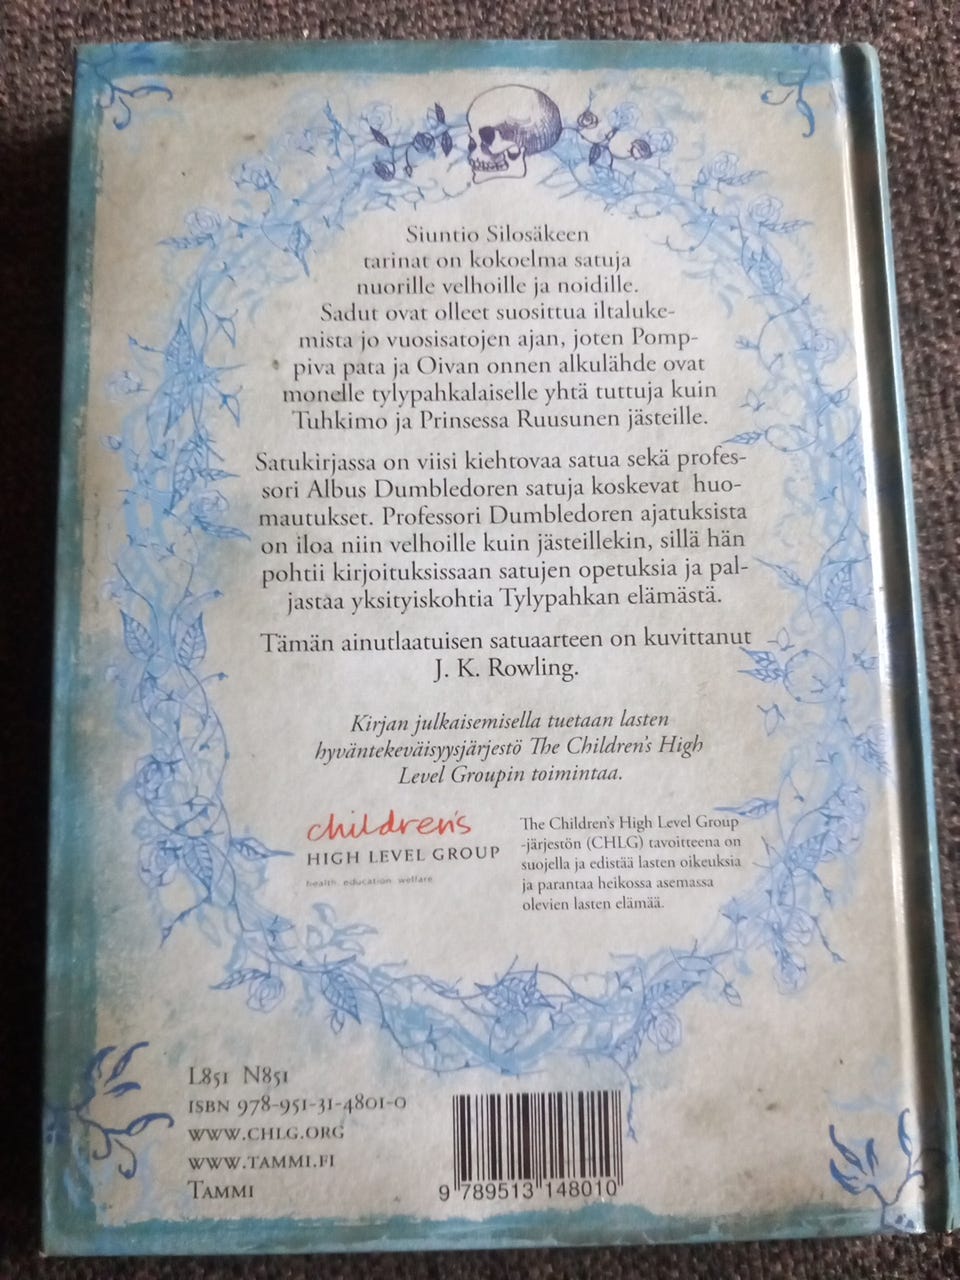 Siuntio Silosäkeen
tarinat on kokoelma satuja
nuorille velhoille ja noidille.
Sadut ovat olleet suosittua iltaluke-
mista jo vuosisatojen ajan, joten Pomp-
piva pata ja Oivan onnen alkulähde ovat
monelle tylypahkalaiselle yhtä tuttuja kuin
Tuhkimo ja Prinsessa Ruusunen jästeille.
Satukirjassa on viisi kiehtovaa satua sekä profes-
sori Albus Dumbledoren satuja koskevat huo-
mautukset. Professori Dumbledoren ajatuksista
on iloa niin velhoille kuin jästeillekin, sillä hän
pohtii kirjoituksissaan satujen opetuksia ja pal-
jastaa yksityiskohtia Tylypahkan elämästä.
Tämän ainutlaatuisen satuaarteen on kuvittanut
J. K. Rowling.
Kirjan julkaisemisella tuetaan lasten
hyväntekeväisyysjärjestö The Children's High
Level Groupin toimintaa.
children's
HIGH LEVEL GROUP
health education welfare
The Children's High Level Group
-järjestön (CHLG) tavoitteena on
suojella ja edistää lasten oikeuksia
ja parantaa heikossa asemassa
olevien lasten elämää.
L851 N851
ISBN 978-951-31-4801-0
WWW.CHLG.ORG
WWW.TAMMI.FI
TAMMI
9 789513 148010